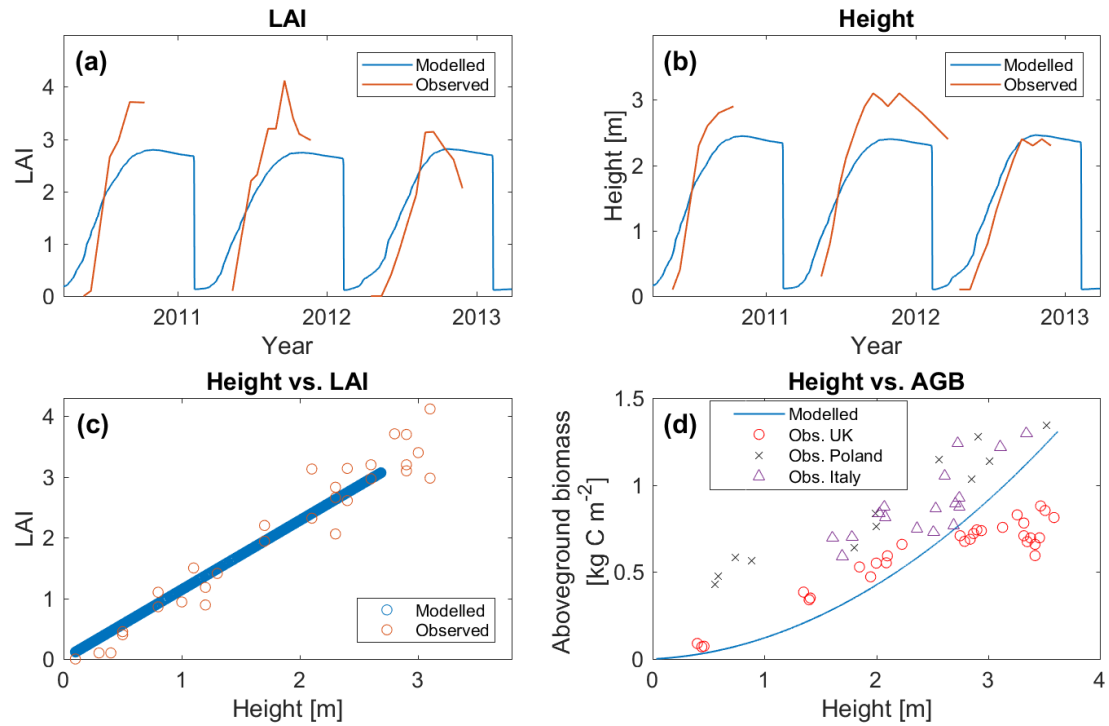 LAI
(a)
Modelled
Observed
4
3
2
1
0
LAI
2011
2012
2013
Year
Height
(b)
Modelled
Observed
3
2
1
0
Height [m]
2011
2012
2013
Year
Height vs. LAI
(c)
4
3
2
1
0
LAI
Modelled
Observed
0
1
2
3
Height [m]
Height vs. AGB
(d)
Modelled
Obs. UK
Obs. Poland
Obs. Italy
1.5
1
0.5
0
Aboveground biomass
[kg C m⁻²]
0
1
2
3
4
Height [m]